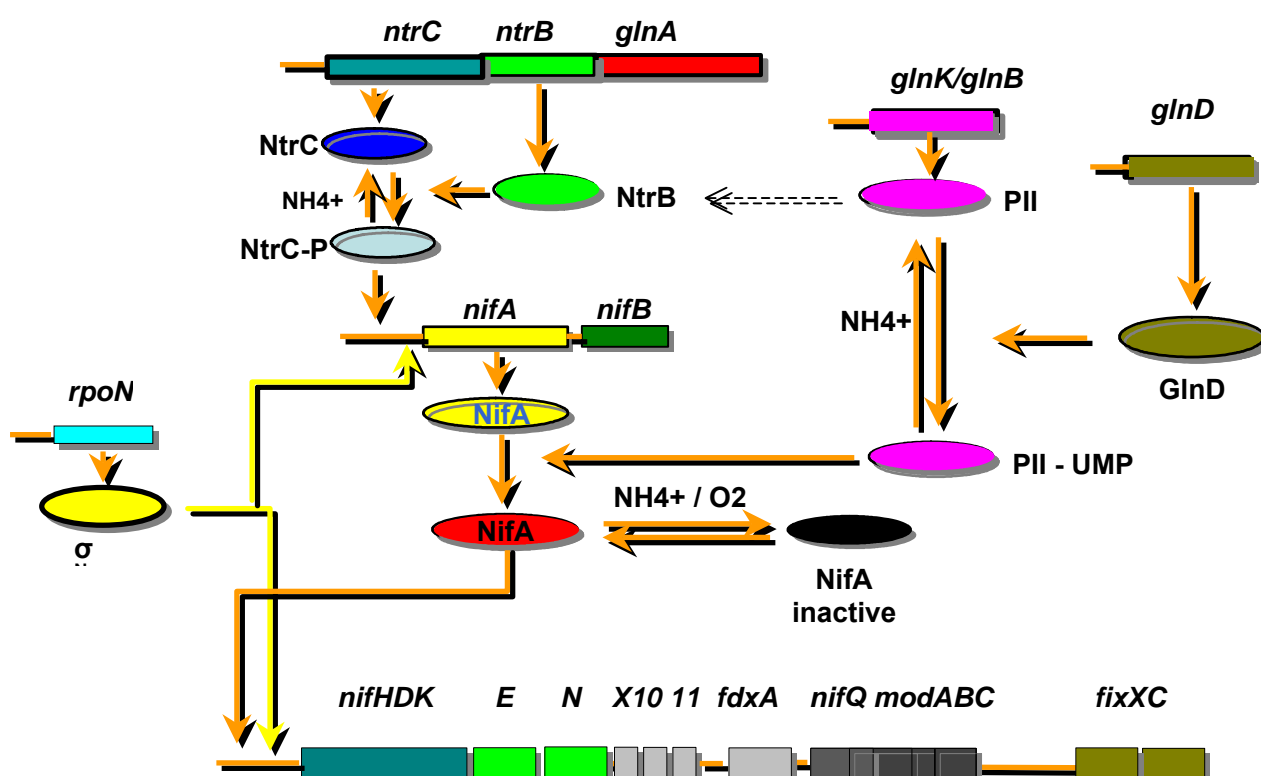 ntrC ntrB glnA
glnK/glnB
glnD
NtrC
NH4+
NtrB
PII
NtrC-P
nifA nifB
NH4+
rpoN
GlnD
NifA
PII - UMP
NH4+ / O2
NifA
σ
NifA
inactive
nifHDK E N X10 11 fdxA nifQ modABC fixXC